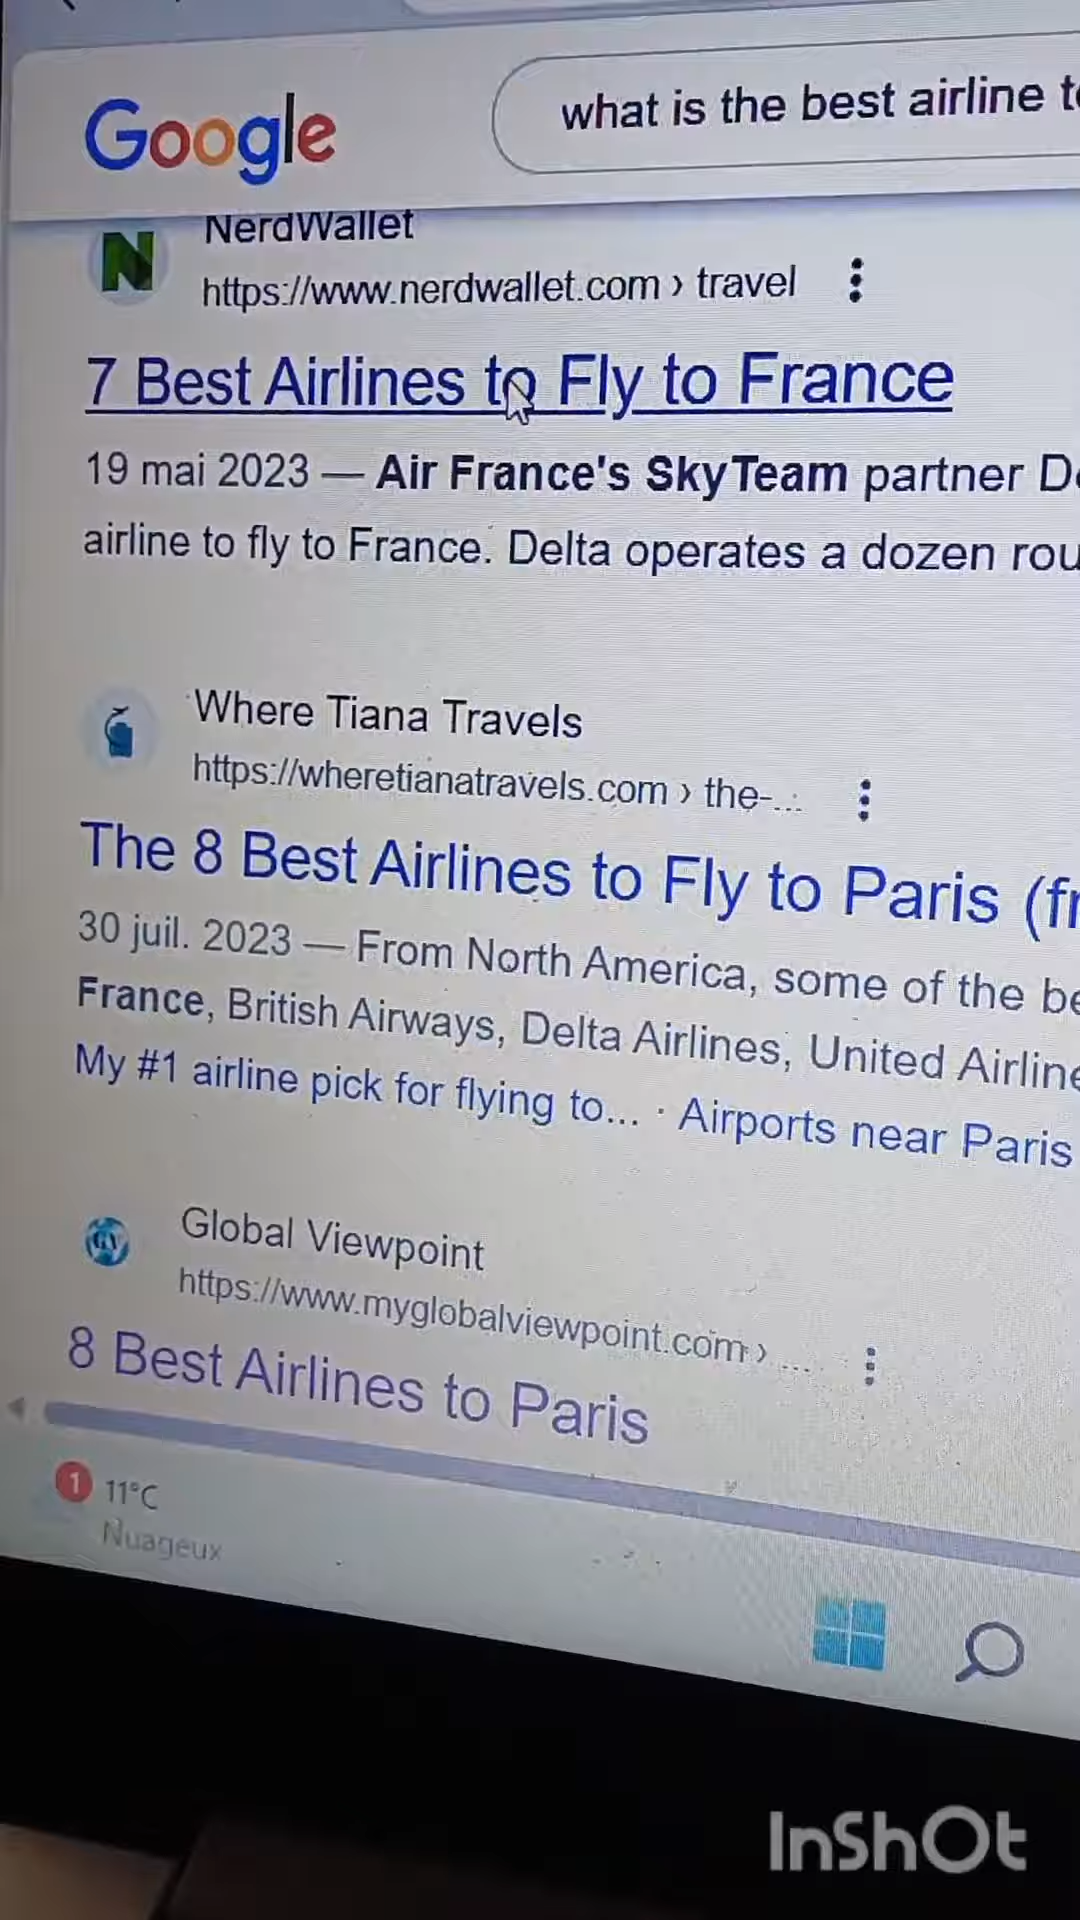 Google
what is the best airline
NerdWallet
N
https://www.nerdwallet.com › travel
7 Best Airlines to Fly to France
19 mai 2023 — Air France's SkyTeam partner
airline to fly to France. Delta operates a dozen
Where Tiana Travels
https://wheretianatravels.com › the-...
The 8 Best Airlines to Fly to Paris
30 juil. 2023 — From North America, some of the
France, British Airways, Delta Airlines, United
My #1 airline pick for flying to... · Airports near Paris
Global Viewpoint
GV
https://www.myglobalviewpoint.com › ...
8 Best Airlines to Paris
1
11°C
Nuageux
InShOt